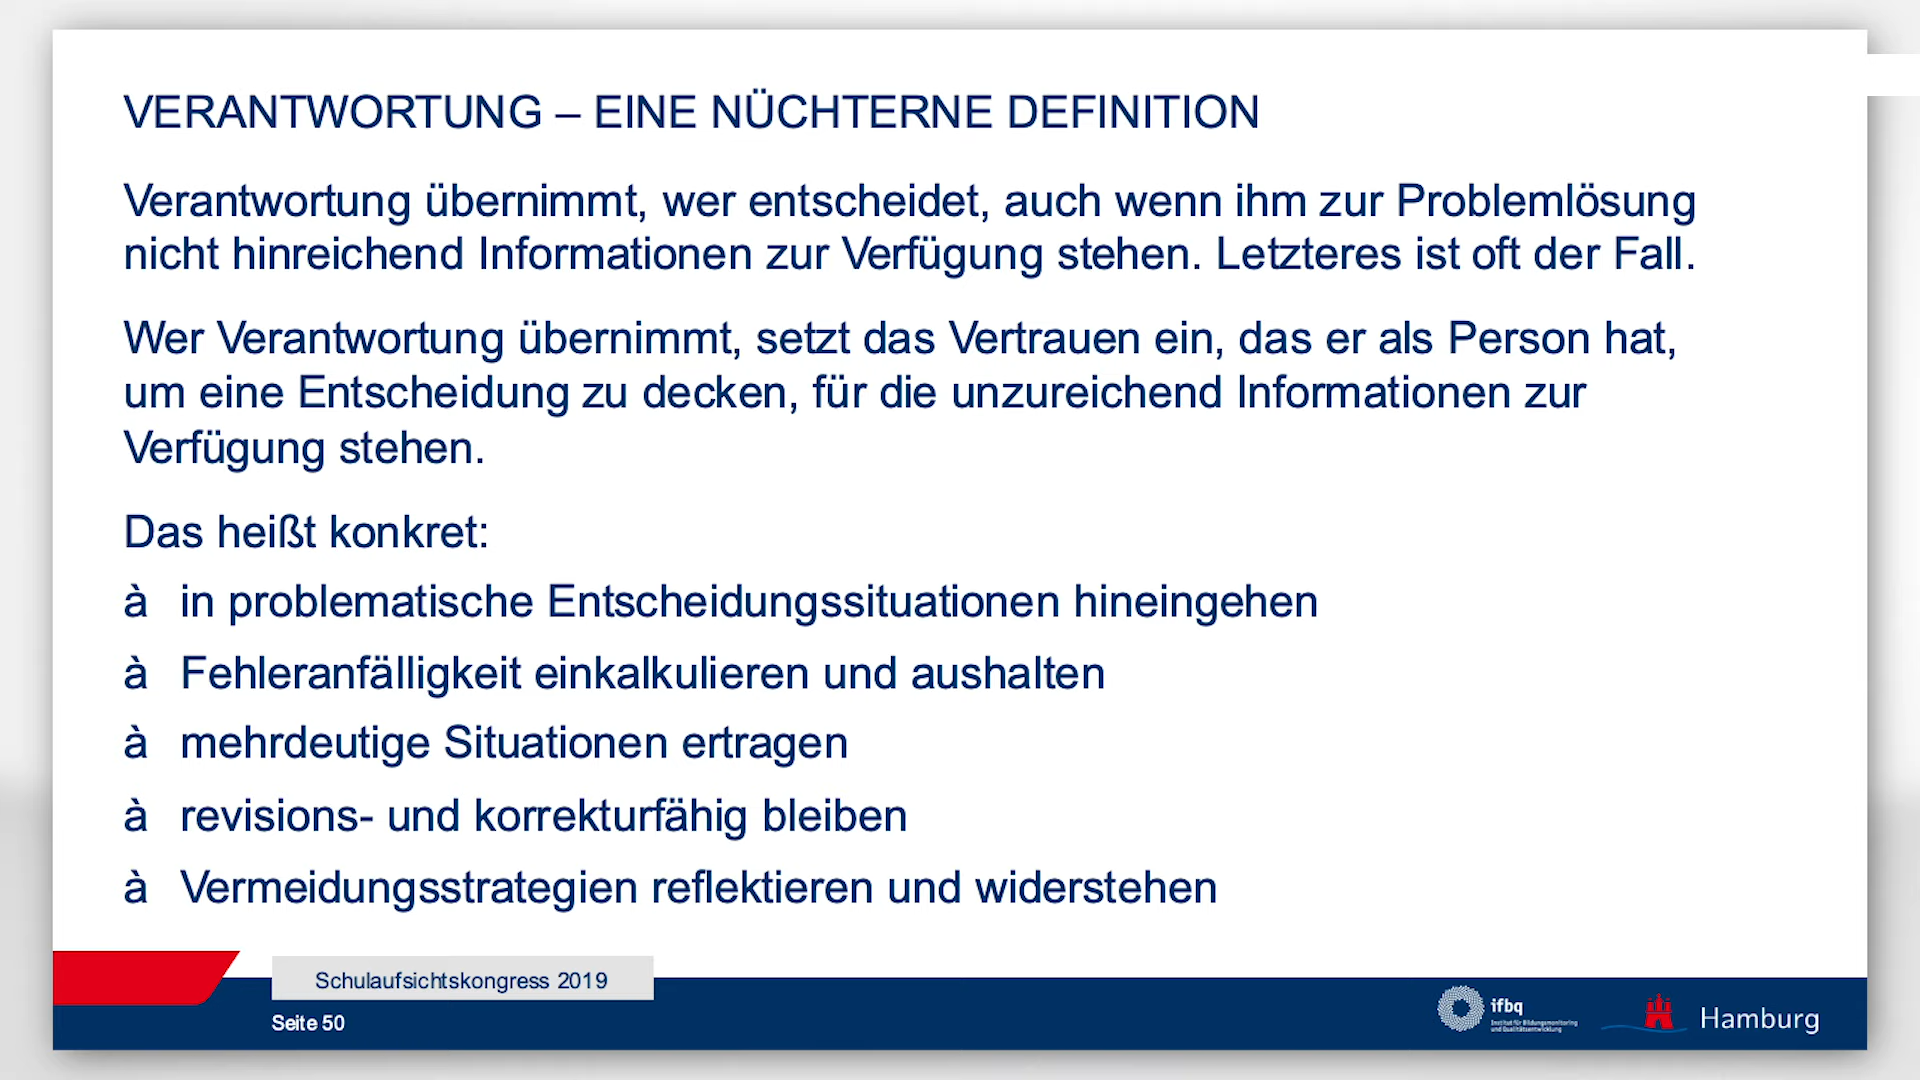 VERANTWORTUNG – EINE NÜCHTERNE DEFINITION
Verantwortung übernimmt, wer entscheidet, auch wenn ihm zur Problemlösung
nicht hinreichend Informationen zur Verfügung stehen. Letzteres ist oft der Fall.
Wer Verantwortung übernimmt, setzt das Vertrauen ein, das er als Person hat,
um eine Entscheidung zu decken, für die unzureichend Informationen zur
Verfügung stehen.
Das heißt konkret:
à in problematische Entscheidungssituationen hineingehen
à Fehleranfälligkeit einkalkulieren und aushalten
à mehrdeutige Situationen ertragen
à revisions- und korrekturfähig bleiben
à Vermeidungsstrategien reflektieren und widerstehen
Schulaufsichtskongress 2019
Seite 50
ifbq
Institut für Bildungsmonitoring
und Qualitätsentwicklung
Hamburg